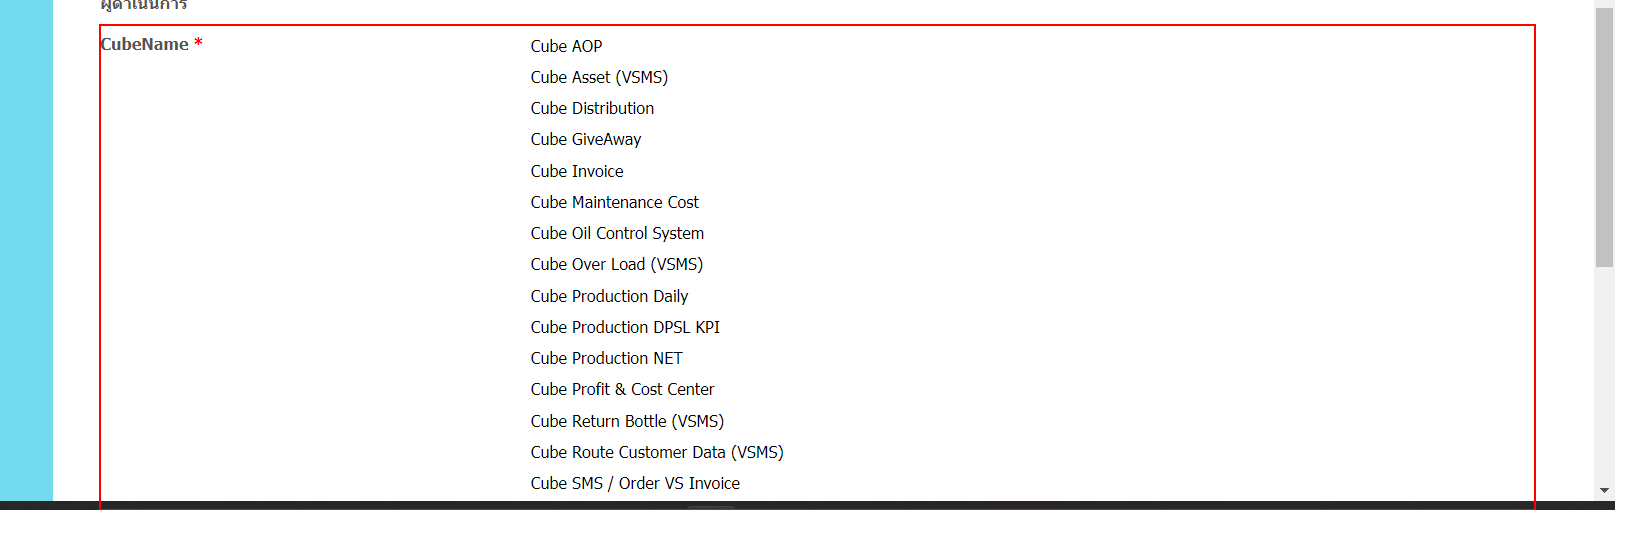 ผู้ดำเนินการ
CubeName *
Cube AOP
Cube Asset (VSMS)
Cube Distribution
Cube GiveAway
Cube Invoice
Cube Maintenance Cost
Cube Oil Control System
Cube Over Load (VSMS)
Cube Production Daily
Cube Production DPSL KPI
Cube Production NET
Cube Profit & Cost Center
Cube Return Bottle (VSMS)
Cube Route Customer Data (VSMS)
Cube SMS / Order VS Invoice